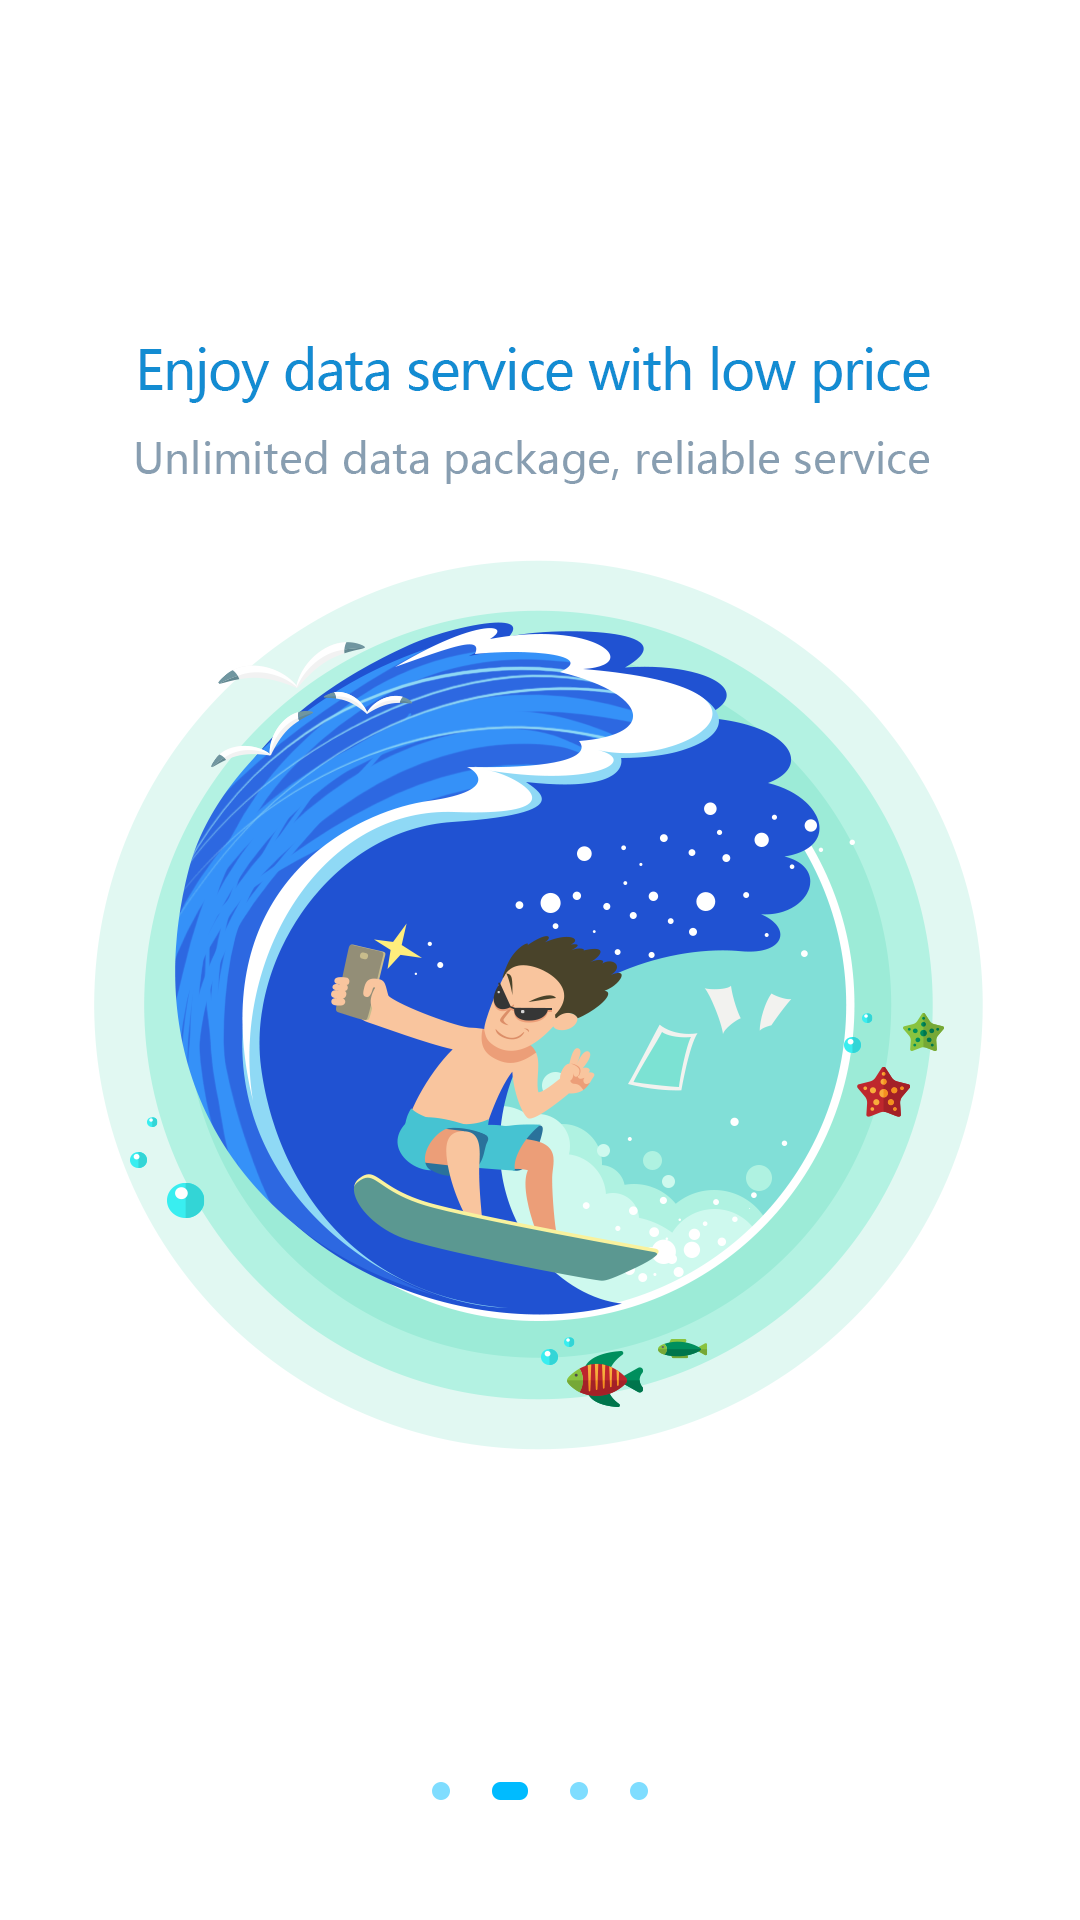 Enjoy data service with low price
Unlimited data package, reliable service